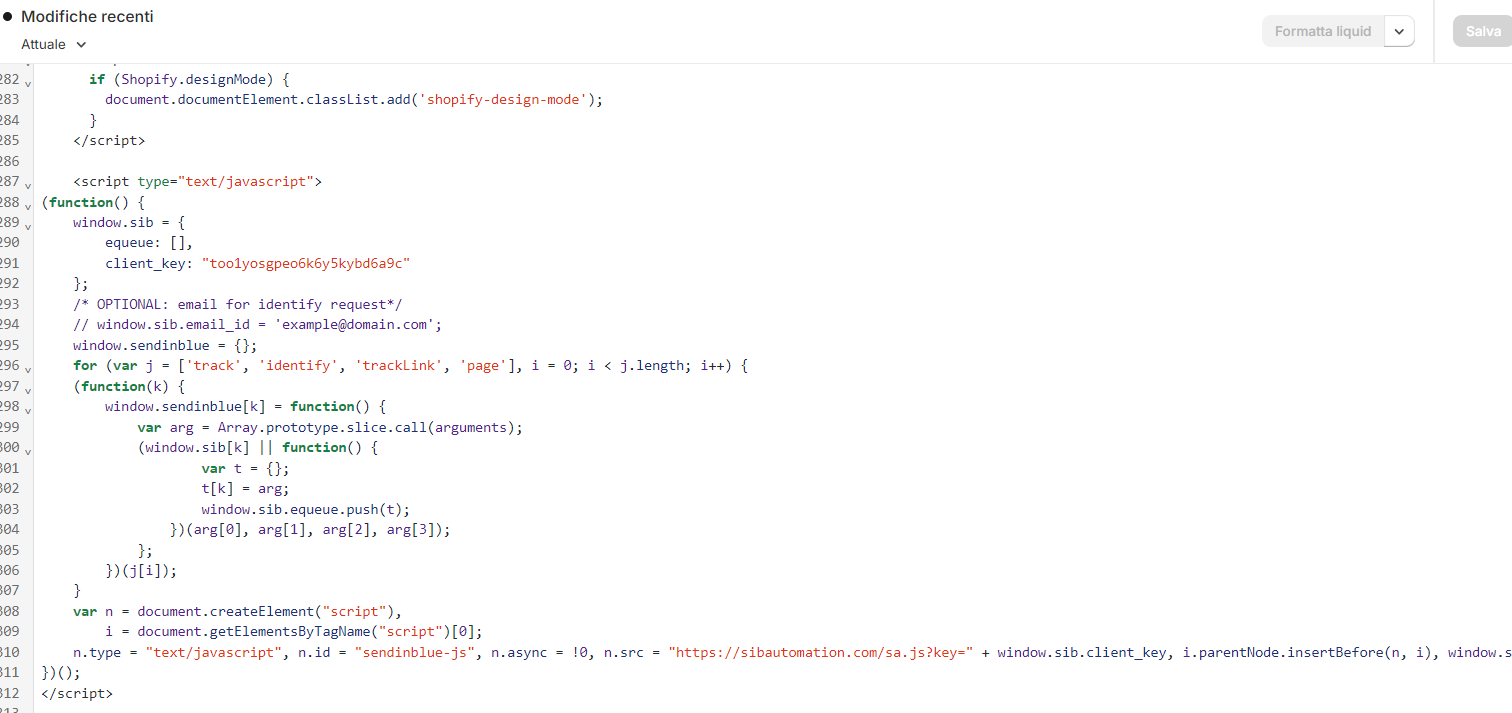 Modifiche recenti
Attuale
Formatta liquid
Salva
282 if (Shopify.designMode) {
283 document.documentElement.classList.add('shopify-design-mode');
284 }
285 </script>
286
287 <script type="text/javascript">
288 (function() {
289 window.sib = {
290 equeue: [],
291 client_key: "too1yosgpeo6k6y5kybd6a9c"
292 };
293 /* OPTIONAL: email for identify request*/
294 // window.sib.email_id = 'example@domain.com';
295 window.sendinblue = {};
296 for (var j = ['track', 'identify', 'trackLink', 'page'], i = 0; i < j.length; i++) {
297 (function(k) {
298 window.sendinblue[k] = function() {
299 var arg = Array.prototype.slice.call(arguments);
300 (window.sib[k] || function() {
301 var t = {};
302 t[k] = arg;
303 window.sib.equeue.push(t);
304 })(arg[0], arg[1], arg[2], arg[3]);
305 };
306 })(j[i]);
307 }
308 var n = document.createElement("script"),
309 i = document.getElementsByTagName("script")[0];
310 n.type = "text/javascript", n.id = "sendinblue-js", n.async = !0, n.src = "https://sibautomation.com/sa.js?key=" + window.sib.client_key, i.parentNode.insertBefore(n, i), window.s
311 })();
312 </script>